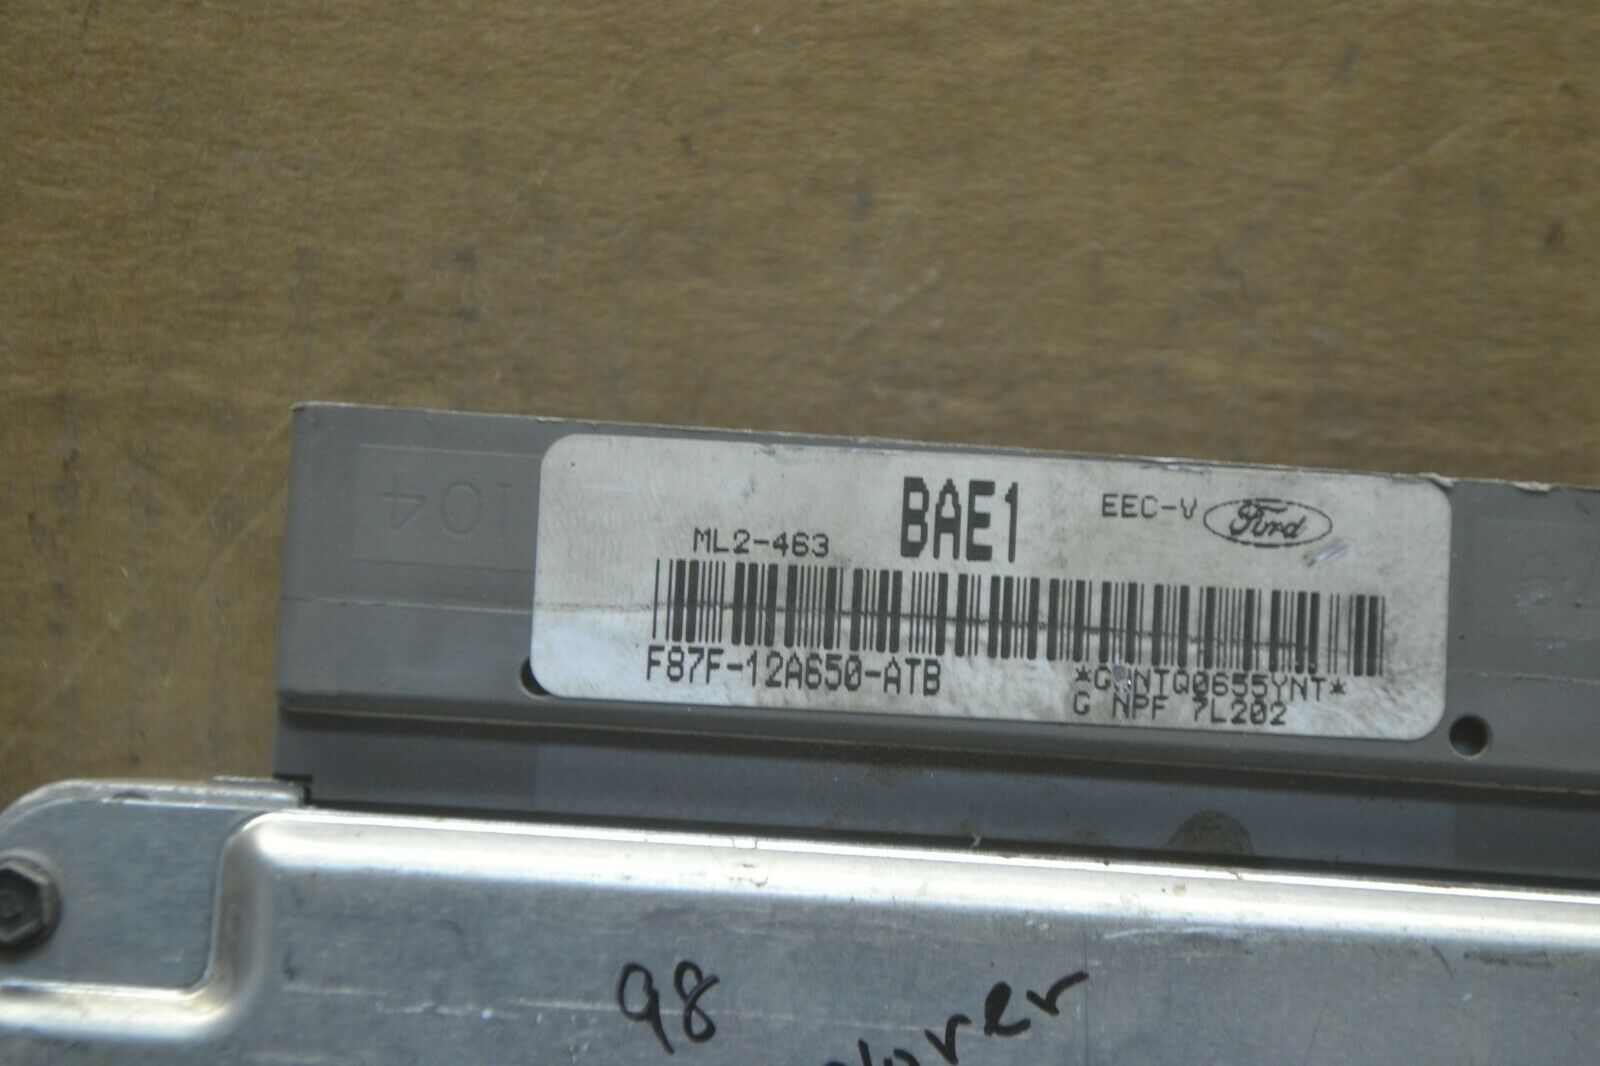 104
BAE1
EEC-V Ford
ML2-463
F87F-12A650-ATB
G NPF 7L202
98